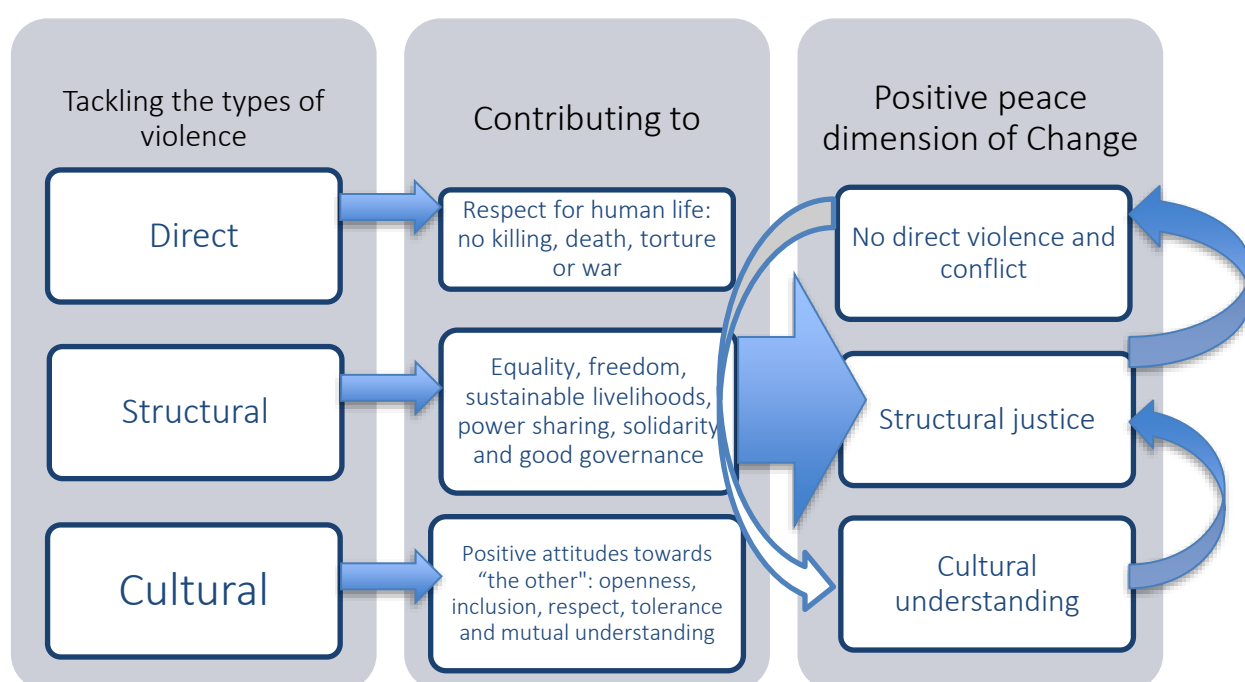 Tackling the types of
violence
Direct
Structural
Cultural
Contributing to
Respect for human life:
no killing, death, torture
or war
Equality, freedom,
sustainable livelihoods,
power sharing, solidarity
and good governance
Positive attitudes towards
“the other": openness,
inclusion, respect, tolerance
and mutual understanding
Positive peace
dimension of Change
No direct violence and
conflict
Structural justice
Cultural
understanding